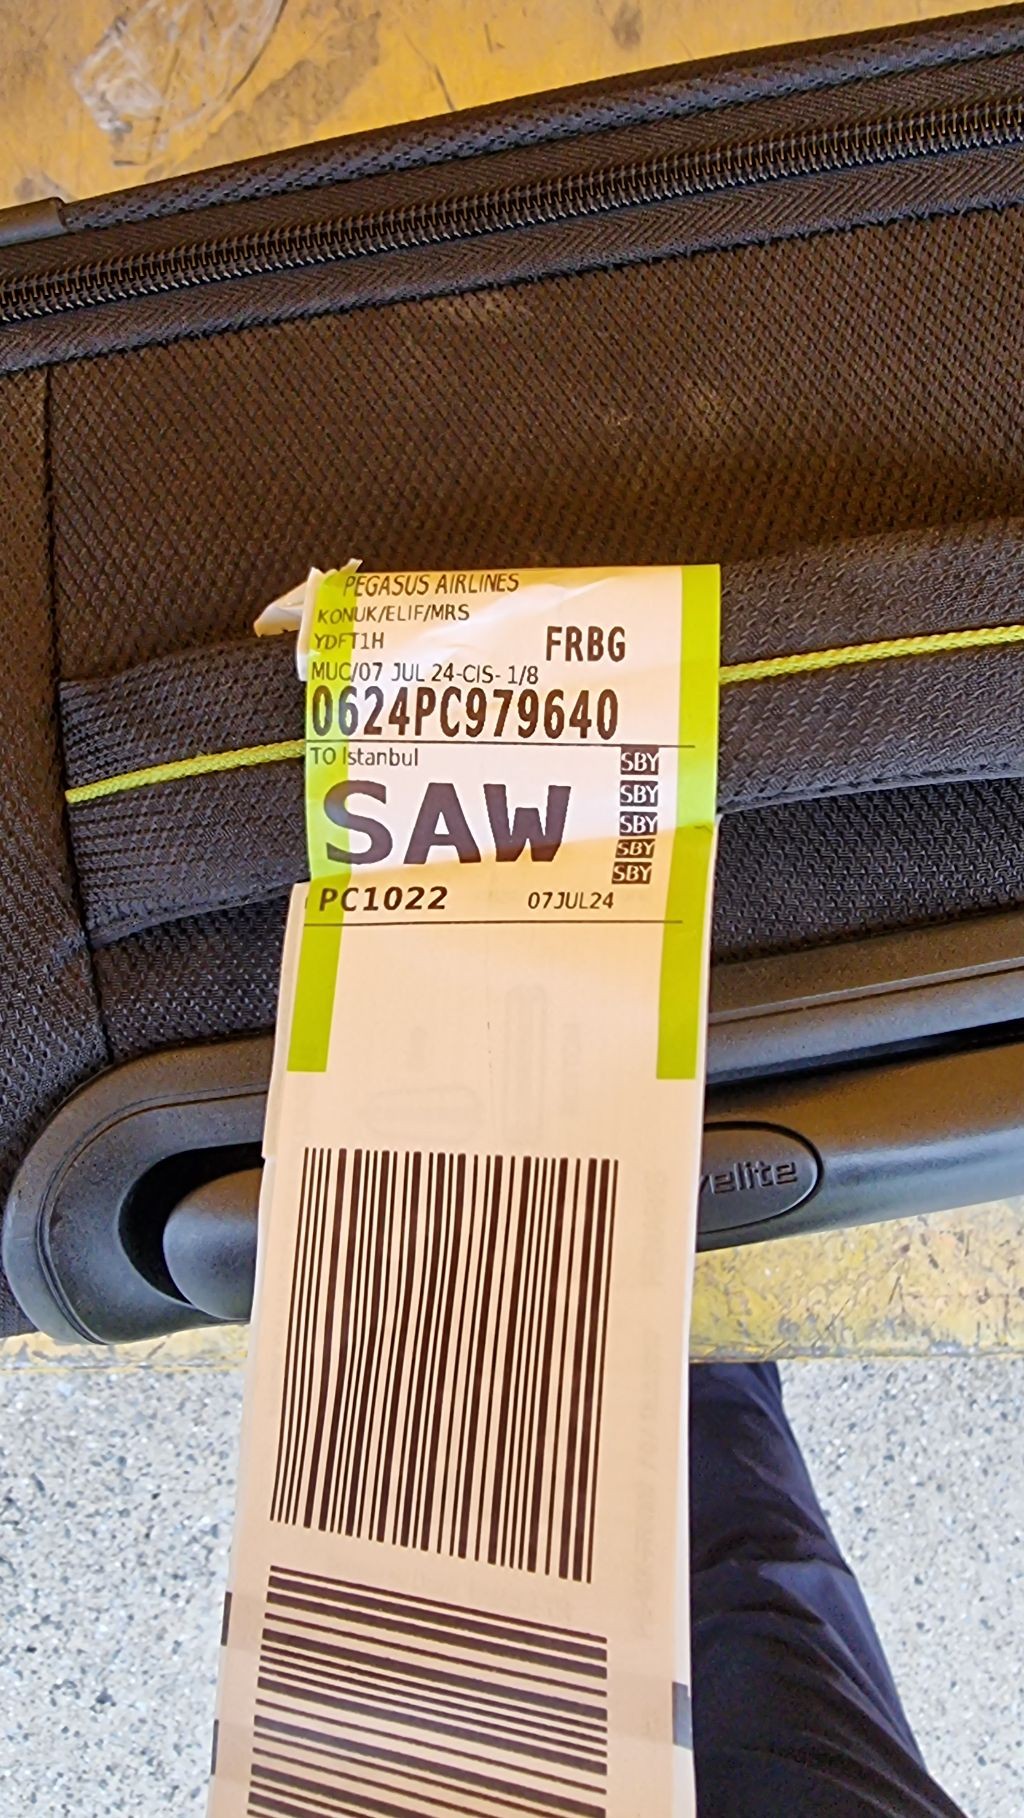 PEGASUS AIRLINES
KONUK/ELIF/MRS
YDFT1H
FRBG
MUC/07 JUL 24-CIS- 1/8
0624PC979640
TO Istanbul
SBY
SBY
SBY
SBY
SBY
SAW
PC1022 07JUL24
velite